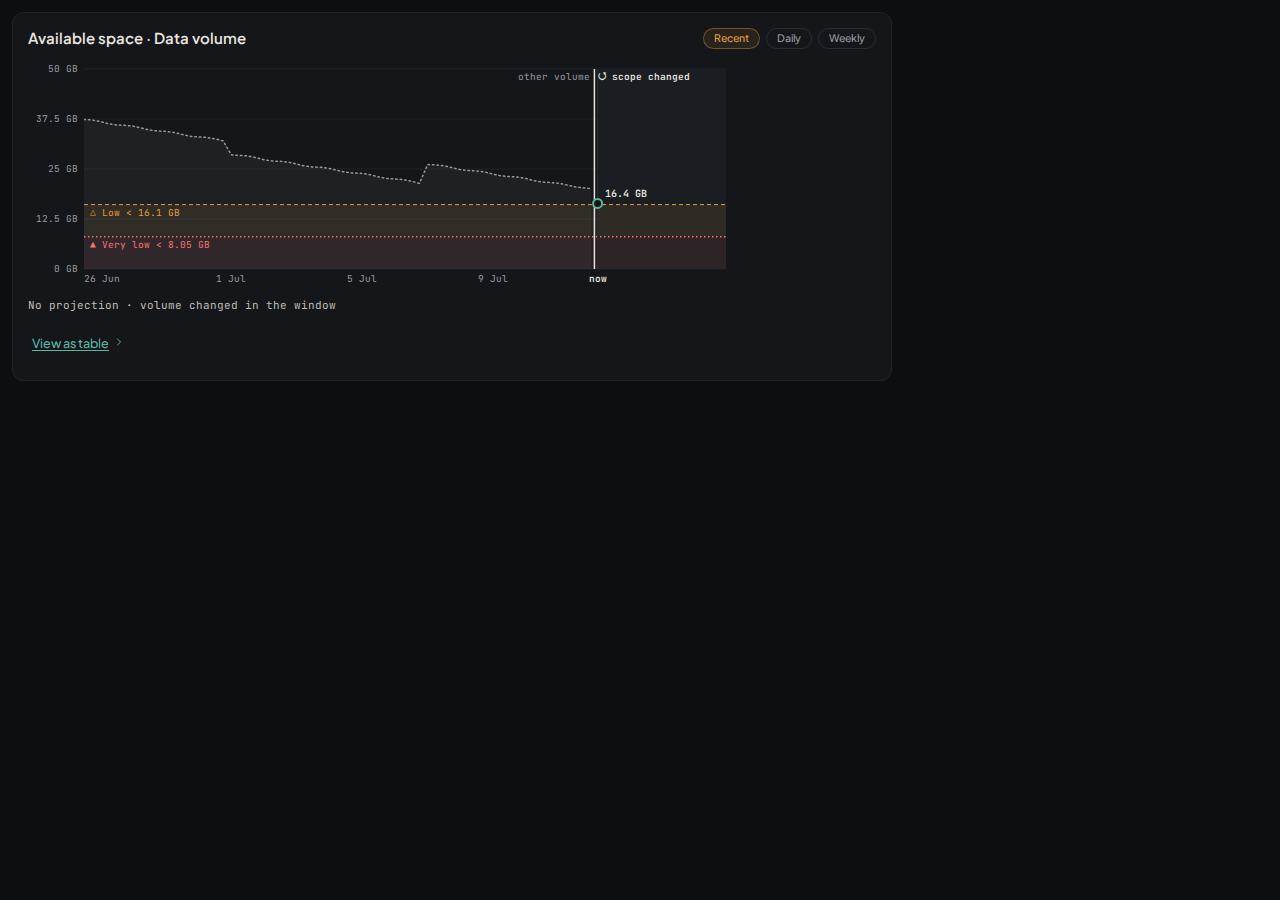 Available space · Data volume
Recent Daily Weekly
50 GB
other volume
scope changed
37.5 GB
25 GB
16.4 GB
△ Low < 16.1 GB
12.5 GB
▲ Very low < 8.05 GB
0 GB
26 Jun 1 Jul 5 Jul 9 Jul now
No projection · volume changed in the window
View as table ›